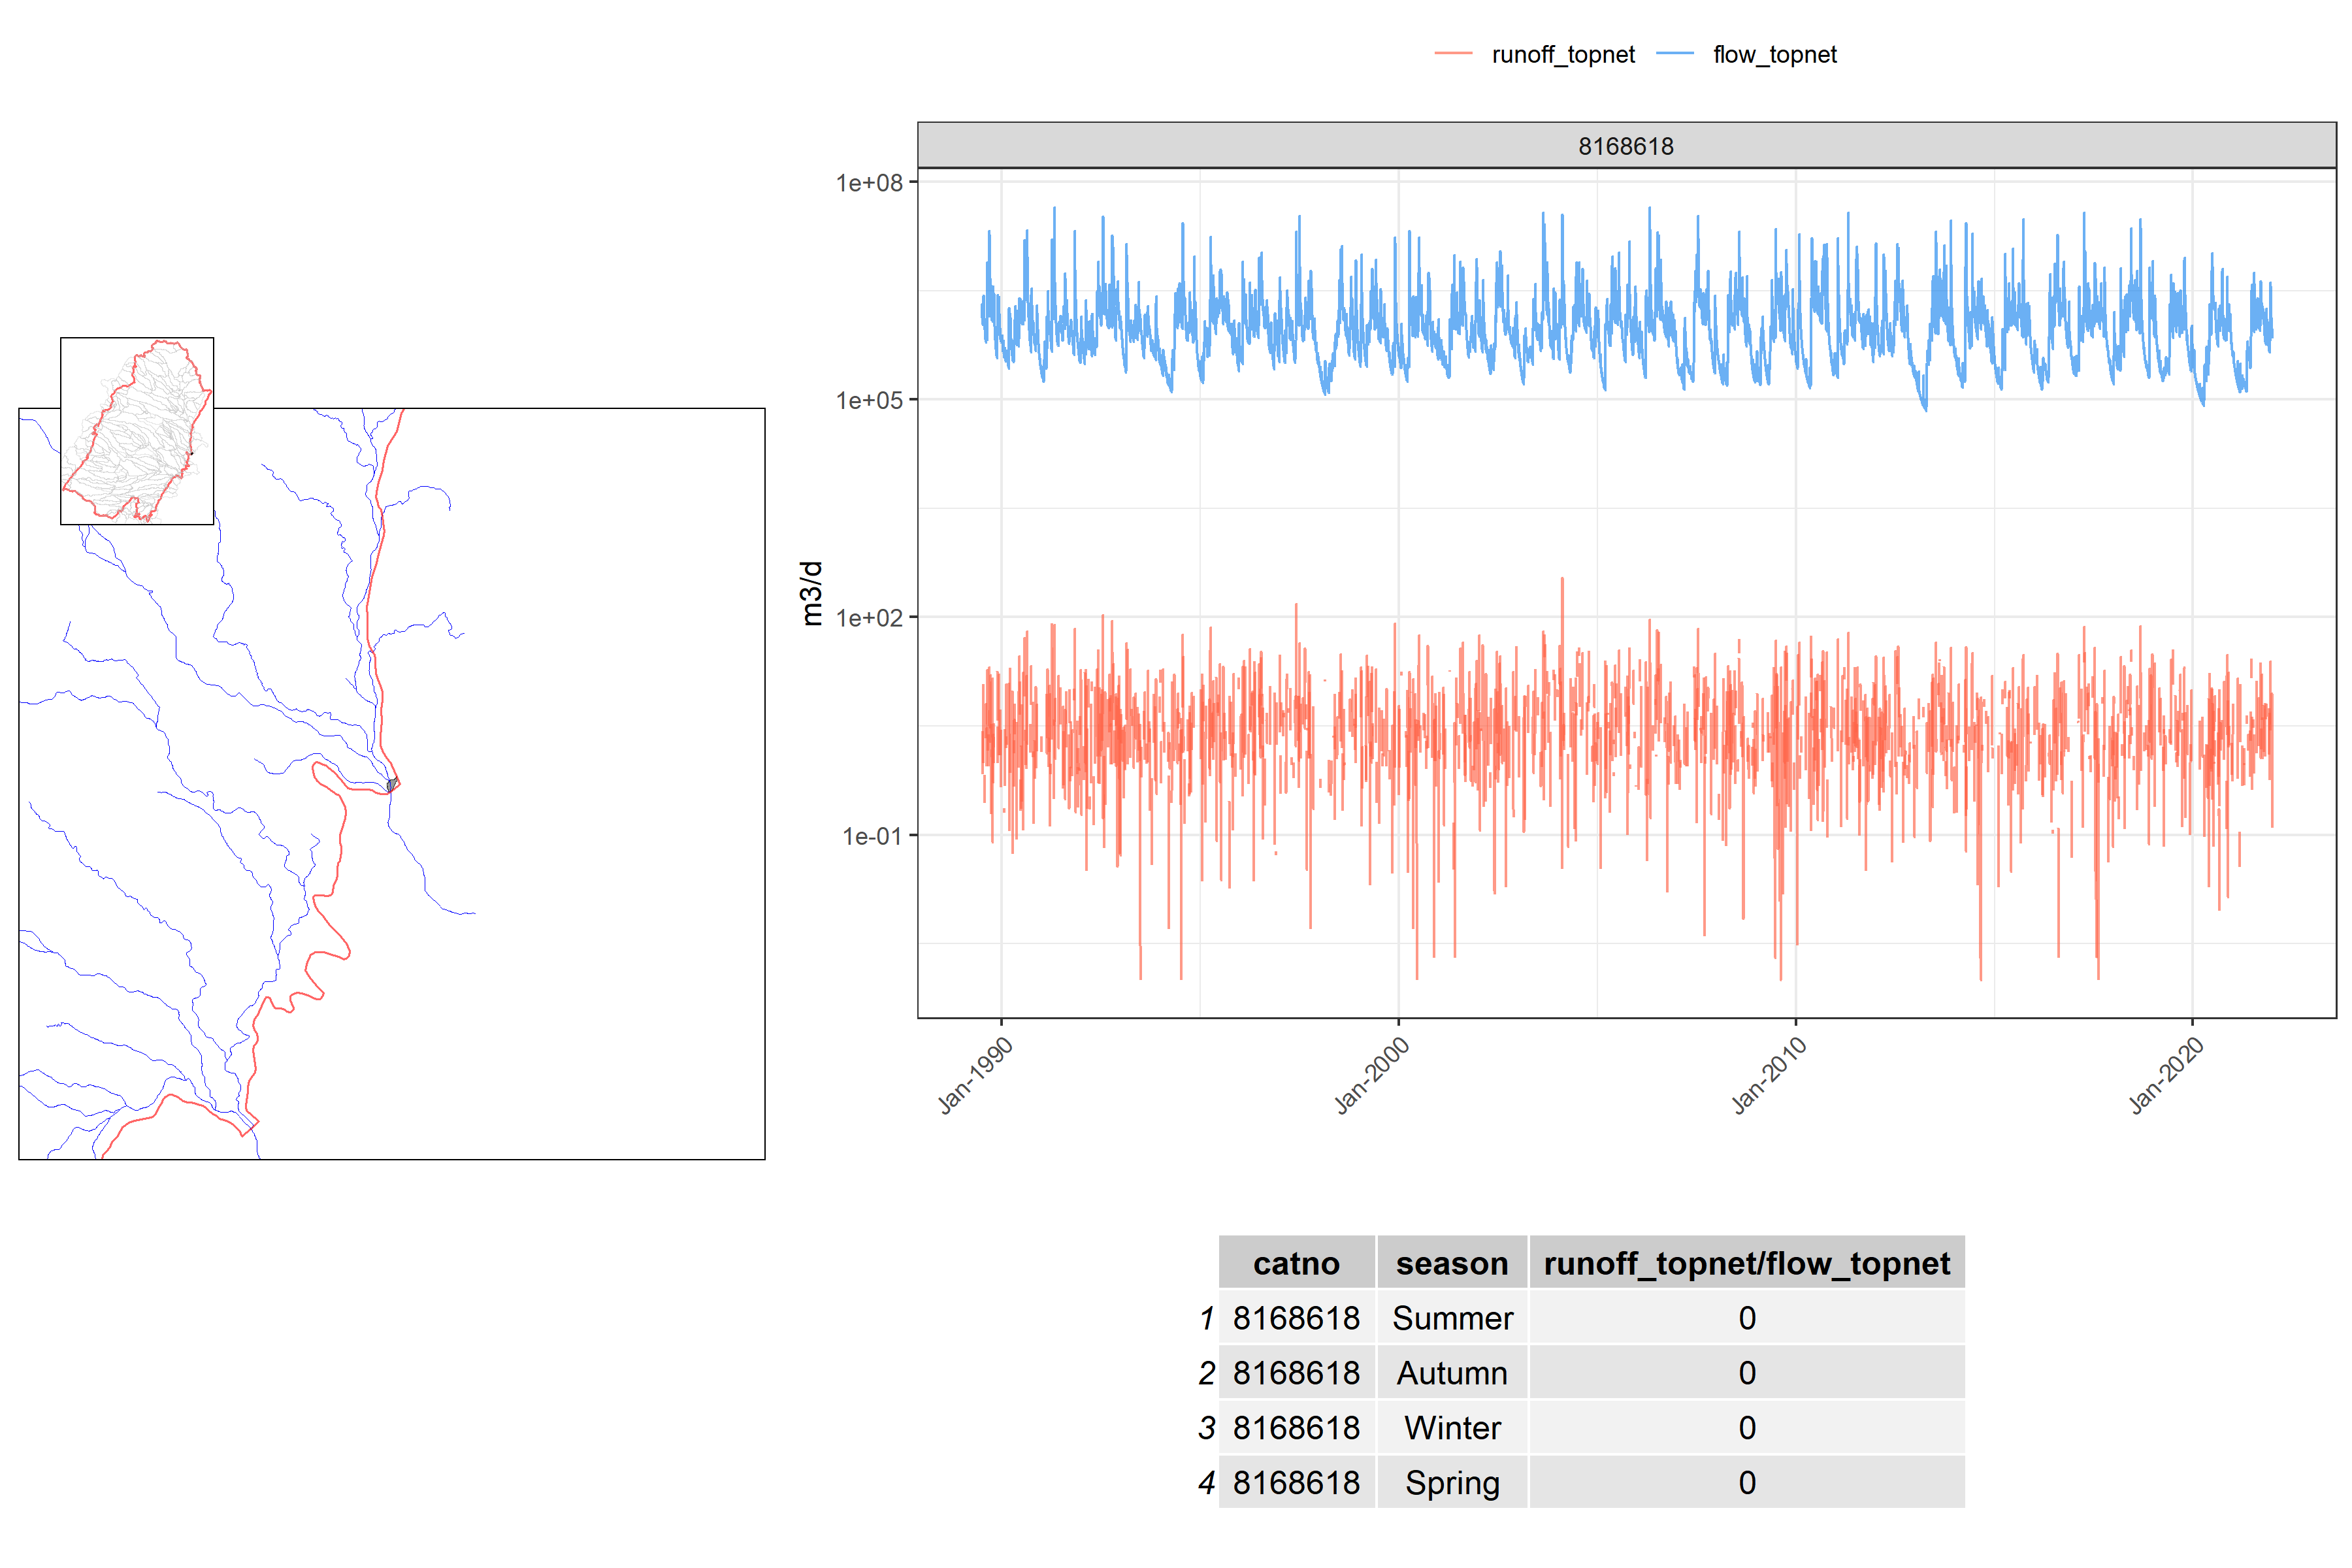 runoff_topnet flow_topnet
8168618
1e+08
1e+05
1e+02
1e-01
m3/d
Jan-1990 Jan-2000 Jan-2010 Jan-2020
catno season runoff_topnet/flow_topnet
1 8168618 Summer 0
2 8168618 Autumn 0
3 8168618 Winter 0
4 8168618 Spring 0